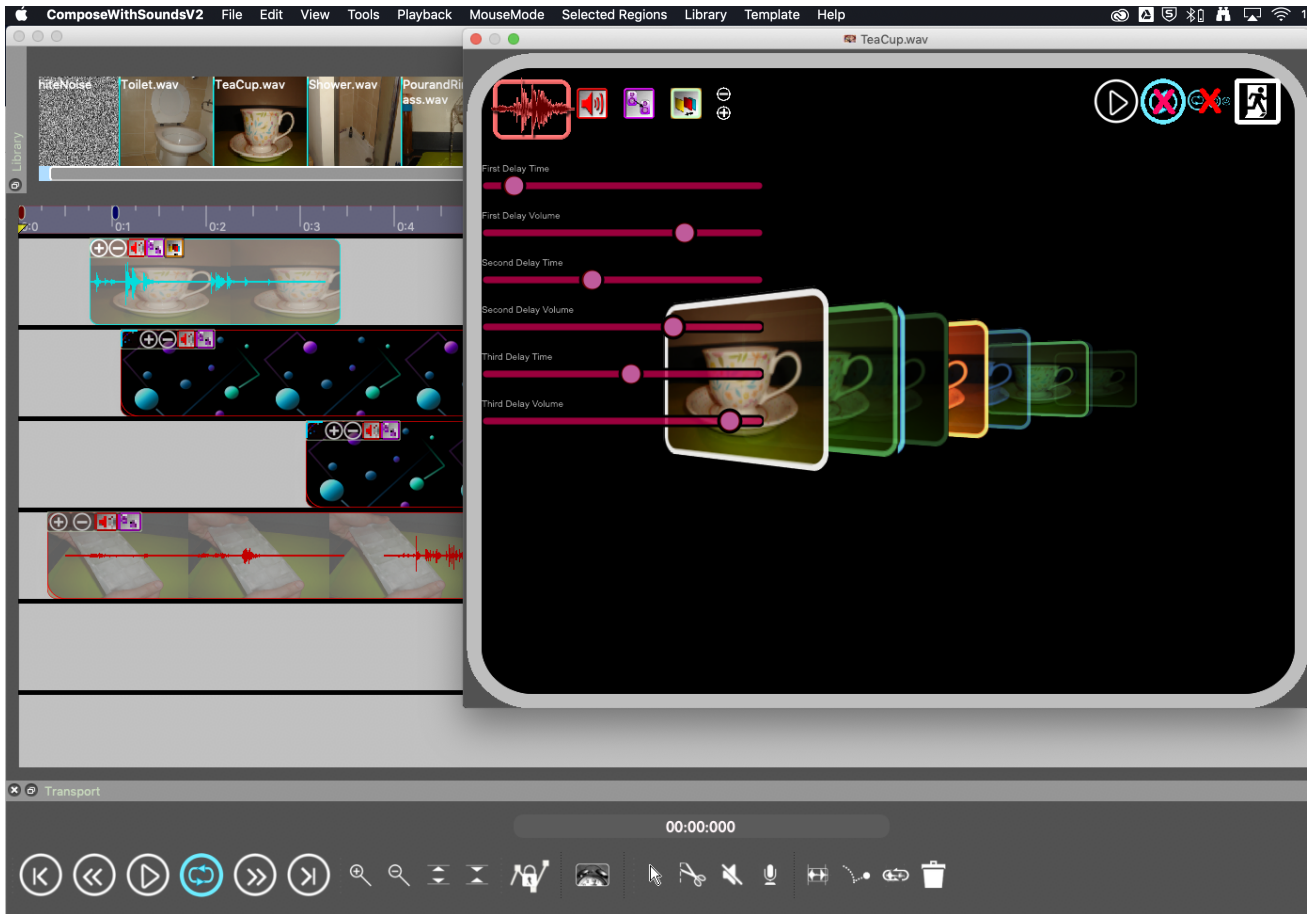 ComposeWithSoundsV2 File Edit View Tools Playback MouseMode Selected Regions Library Template Help
TeaCup.wav
Library
hiteNoise
Toilet.wav
TeaCup.wav
Shower.wav
PourandRi
ass.wav
0:1
0:2
0:3
0:4
First Delay Time
First Delay Volume
Second Delay Time
Second Delay Volume
Third Delay Time
Third Delay Volume
Transport
00:00:000